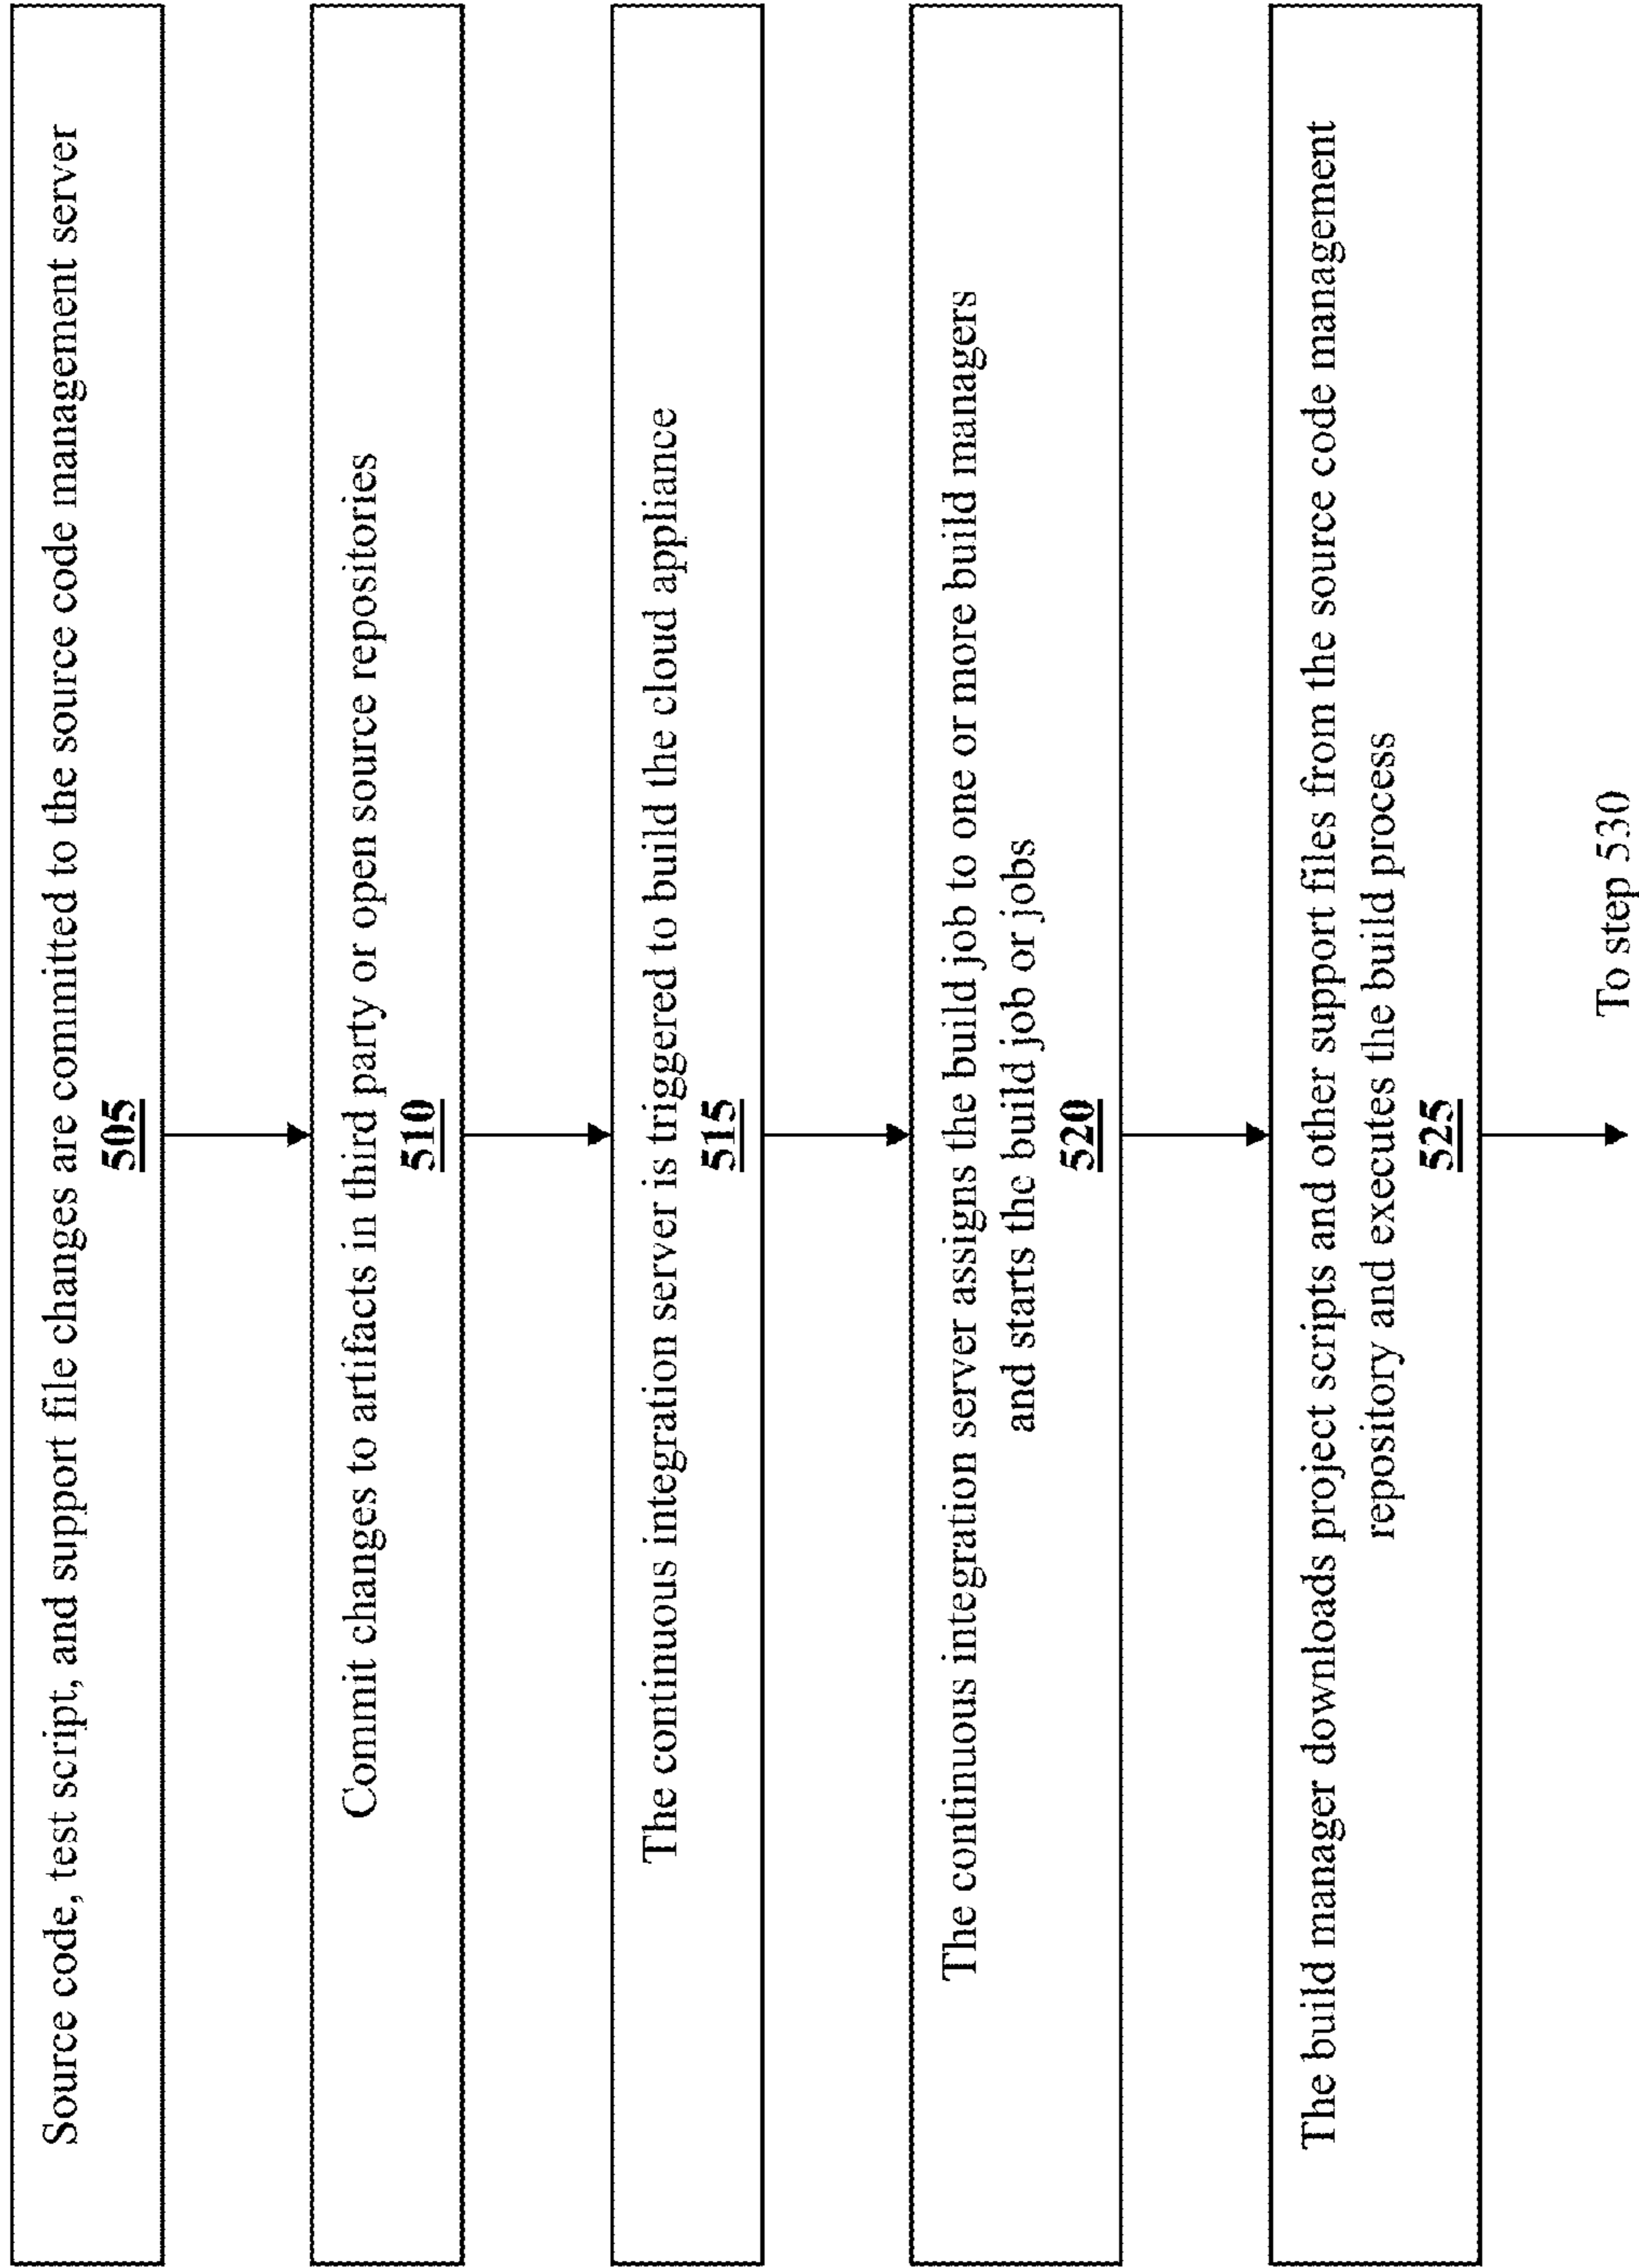 Source code, test script, and support file changes are committed to the source code management server
505
Commit changes to artifacts in third party or open source repositories
510
The continuous integration server is triggered to build the cloud appliance
515
The continuous integration server assigns the build job to one or more build managers
and starts the build job or jobs
520
The build manager downloads project scripts and other support files from the source code management
repository and executes the build process
525
To step 530